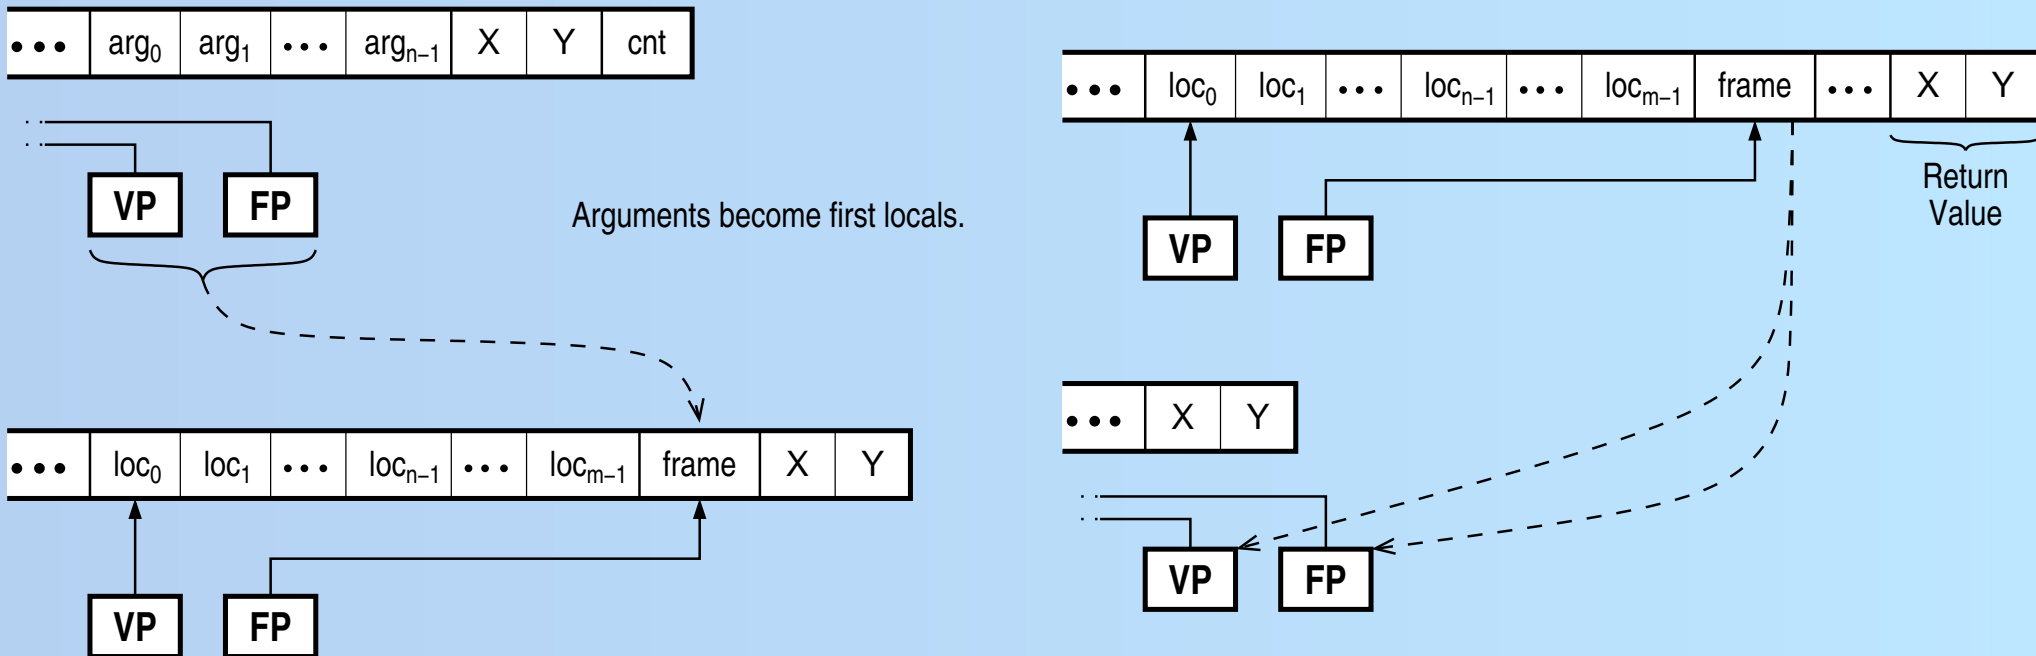 ••• arg₀ arg₁ ••• argₙ₋₁ X Y cnt
VP FP
Arguments become first locals.
••• loc₀ loc₁ ••• locₙ₋₁ ••• locₘ₋₁ frame X Y
VP FP
••• loc₀ loc₁ ••• locₙ₋₁ ••• locₘ₋₁ frame ••• X Y
Return
Value
VP FP
••• X Y
VP FP